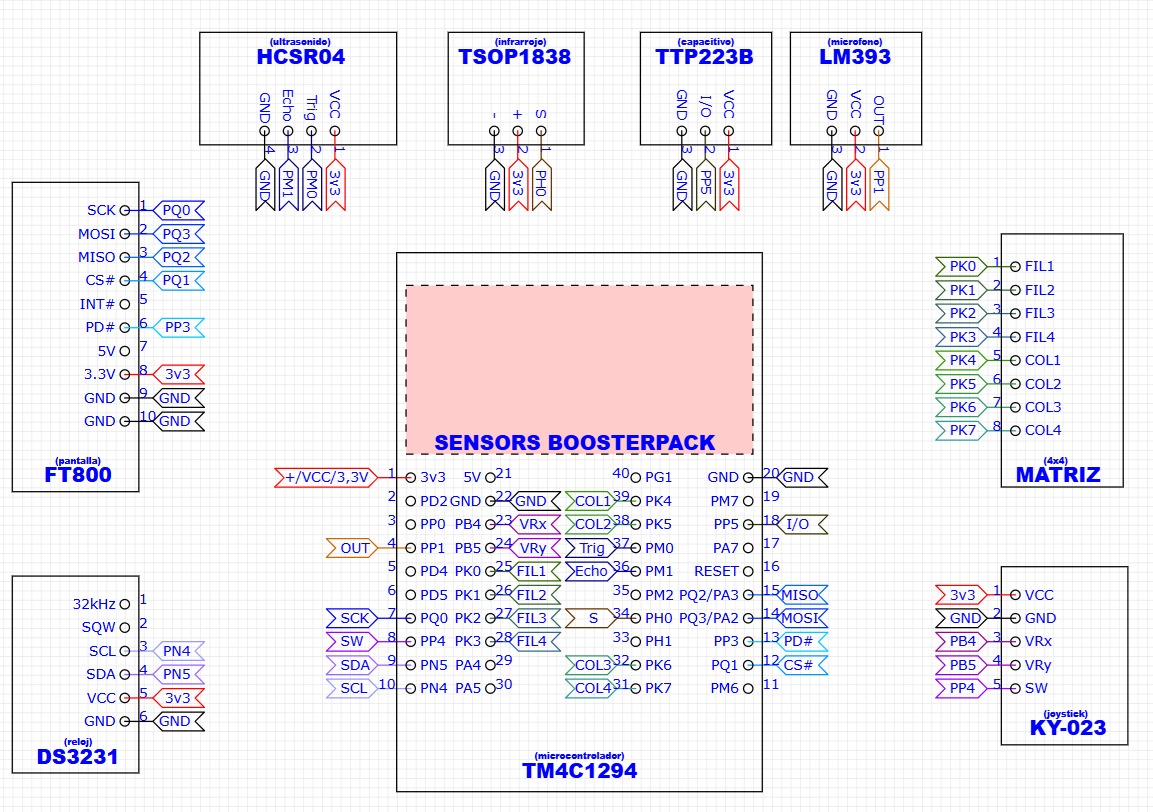 (ultrasonido)
HCSR04
GND Echo Trig VCC
4 3 2 1
GND PM1 PM0 3v3
(infrarrojo)
TSOP1838
- + S
3 2 1
GND 3v3 PH0
(capacitivo)
TTP223B
GND I/O VCC
3 2 1
GND PP5 3v3
(microfono)
LM393
GND VCC OUT
3 2 1
GND 3v3 PP1
SCK 1 PQ0
MOSI 2 PQ3
MISO 3 PQ2
CS# 4 PQ1
INT# 5
PD# 6 PP3
5V 7
3.3V 8 3v3
GND 9 GND
GND 10 GND
(pantalla)
FT800
PK0 1 FIL1
PK1 2 FIL2
PK2 3 FIL3
PK3 4 FIL4
PK4 5 COL1
PK5 6 COL2
PK6 7 COL3
PK7 8 COL4
(4x4)
MATRIZ
SENSORS BOOSTERPACK
+/VCC/3,3V 1 3v3 5V 21 40 PG1 GND 20 GND
2 PD2 GND 22 GND COL1 39 PK4 PM7 19
3 PP0 PB4 23 VRx COL2 38 PK5 PP5 18 I/O
OUT 4 PP1 PB5 24 VRy Trig 37 PM0 PA7 17
5 PD4 PK0 25 FIL1 Echo 36 PM1 RESET 16
6 PD5 PK1 26 FIL2 35 PM2 PQ2/PA3 15 MISO
SCK 7 PQ0 PK2 27 FIL3 S 34 PH0 PQ3/PA2 14 MOSI
SW 8 PP4 PK3 28 FIL4 33 PH1 PP3 13 PD#
SDA 9 PN5 PA4 29 COL3 32 PK6 PQ1 12 CS#
SCL 10 PN4 PA5 30 COL4 31 PK7 PM6 11
(microcontrolador)
TM4C1294
32kHz 1
SQW 2
SCL 3 PN4
SDA 4 PN5
VCC 5 3v3
GND 6 GND
(reloj)
DS3231
3v3 1 VCC
GND 2 GND
PB4 3 VRx
PB5 4 VRy
PP4 5 SW
(joystick)
KY-023